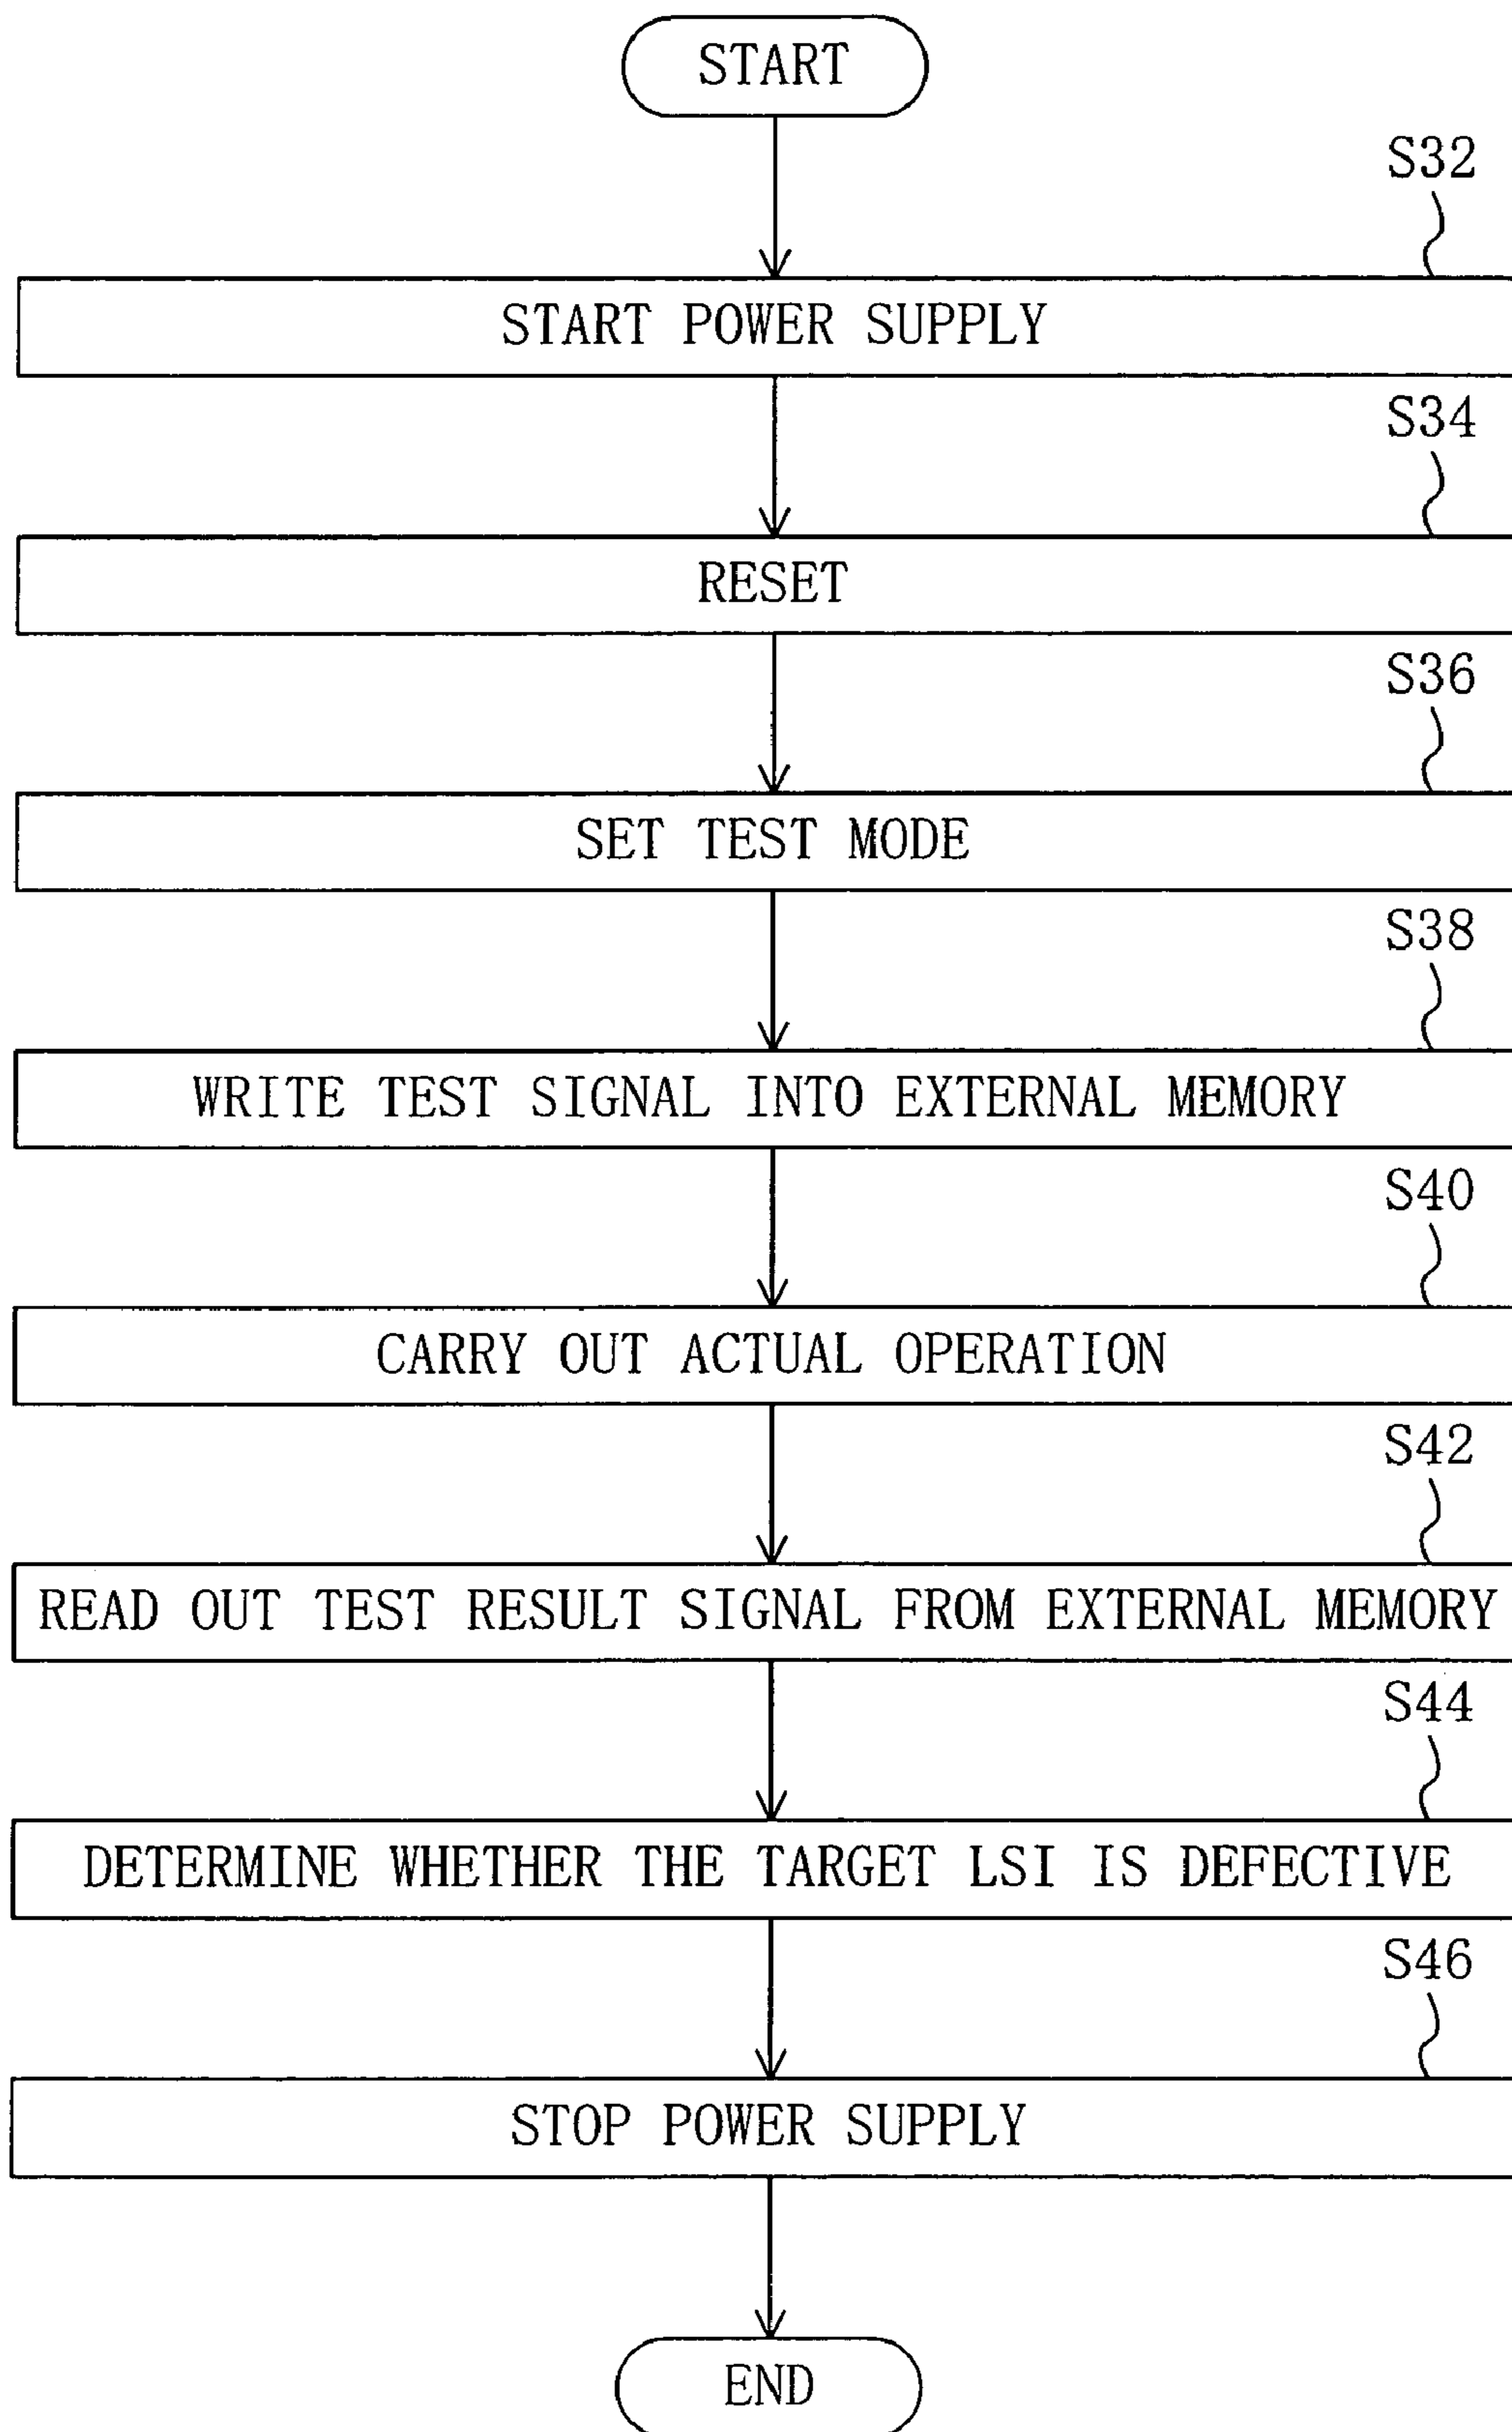 START
S32
START POWER SUPPLY
S34
RESET
S36
SET TEST MODE
S38
WRITE TEST SIGNAL INTO EXTERNAL MEMORY
S40
CARRY OUT ACTUAL OPERATION
S42
READ OUT TEST RESULT SIGNAL FROM EXTERNAL MEMORY
S44
DETERMINE WHETHER THE TARGET LSI IS DEFECTIVE
S46
STOP POWER SUPPLY
END